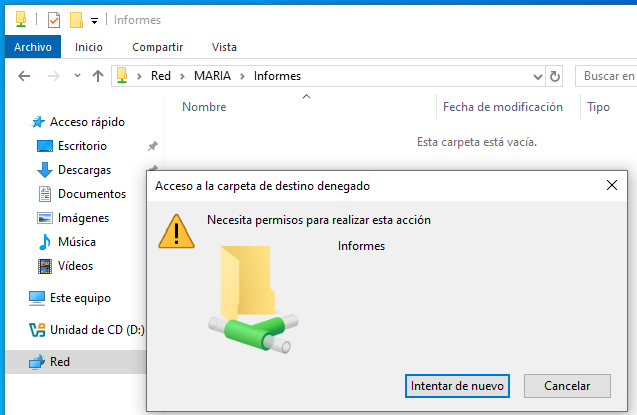 Informes
Archivo Inicio Compartir Vista
Red MARIA Informes Buscar en
Nombre Fecha de modificación Tipo
Acceso rápido
Esta carpeta está vacía.
Escritorio
Descargas
Documentos
Imágenes
Música
Vídeos
Este equipo
Unidad de CD (D:)
Red
Acceso a la carpeta de destino denegado
Necesita permisos para realizar esta acción
Informes
Intentar de nuevo Cancelar